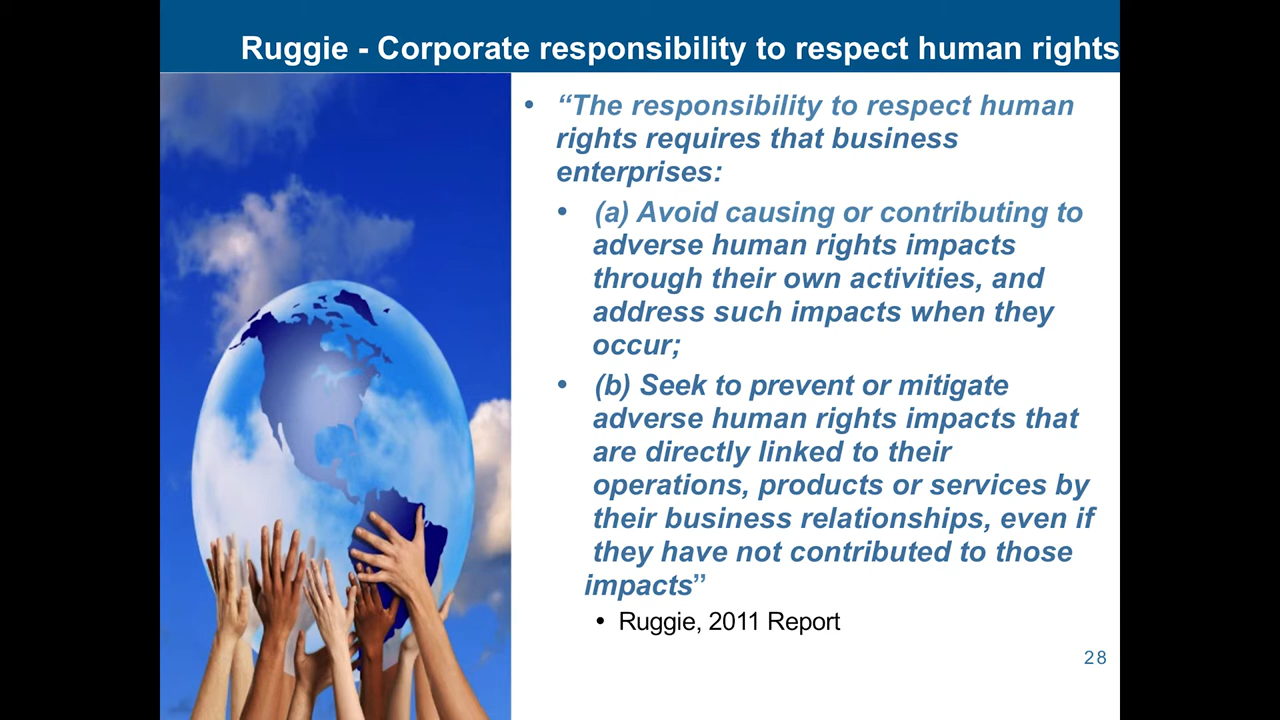 Ruggie - Corporate responsibility to respect human rights
• “The responsibility to respect human
rights requires that business
enterprises:
• (a) Avoid causing or contributing to
adverse human rights impacts
through their own activities, and
address such impacts when they
occur;
• (b) Seek to prevent or mitigate
adverse human rights impacts that
are directly linked to their
operations, products or services by
their business relationships, even if
they have not contributed to those
impacts”
• Ruggie, 2011 Report
28